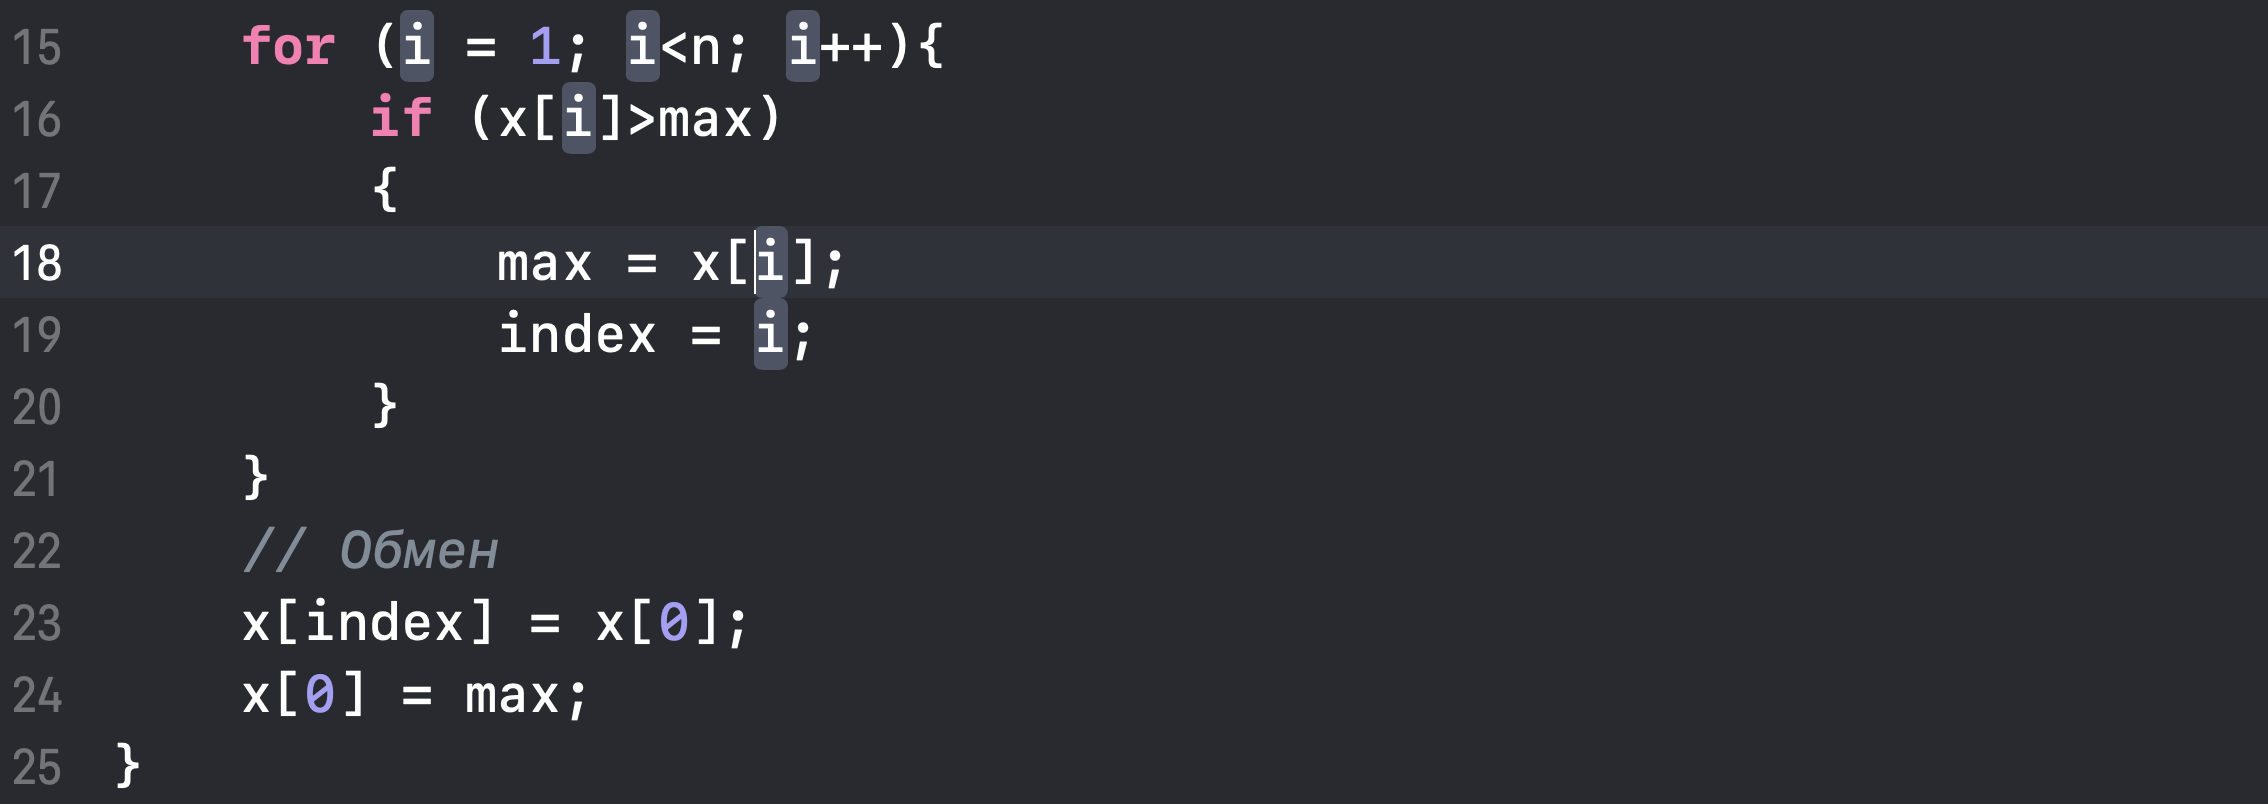 15 for (i = 1; i<n; i++){
16 if (x[i]>max)
17 {
18 max = x[i];
19 index = i;
20 }
21 }
22 // Обмен
23 x[index] = x[0];
24 x[0] = max;
25 }